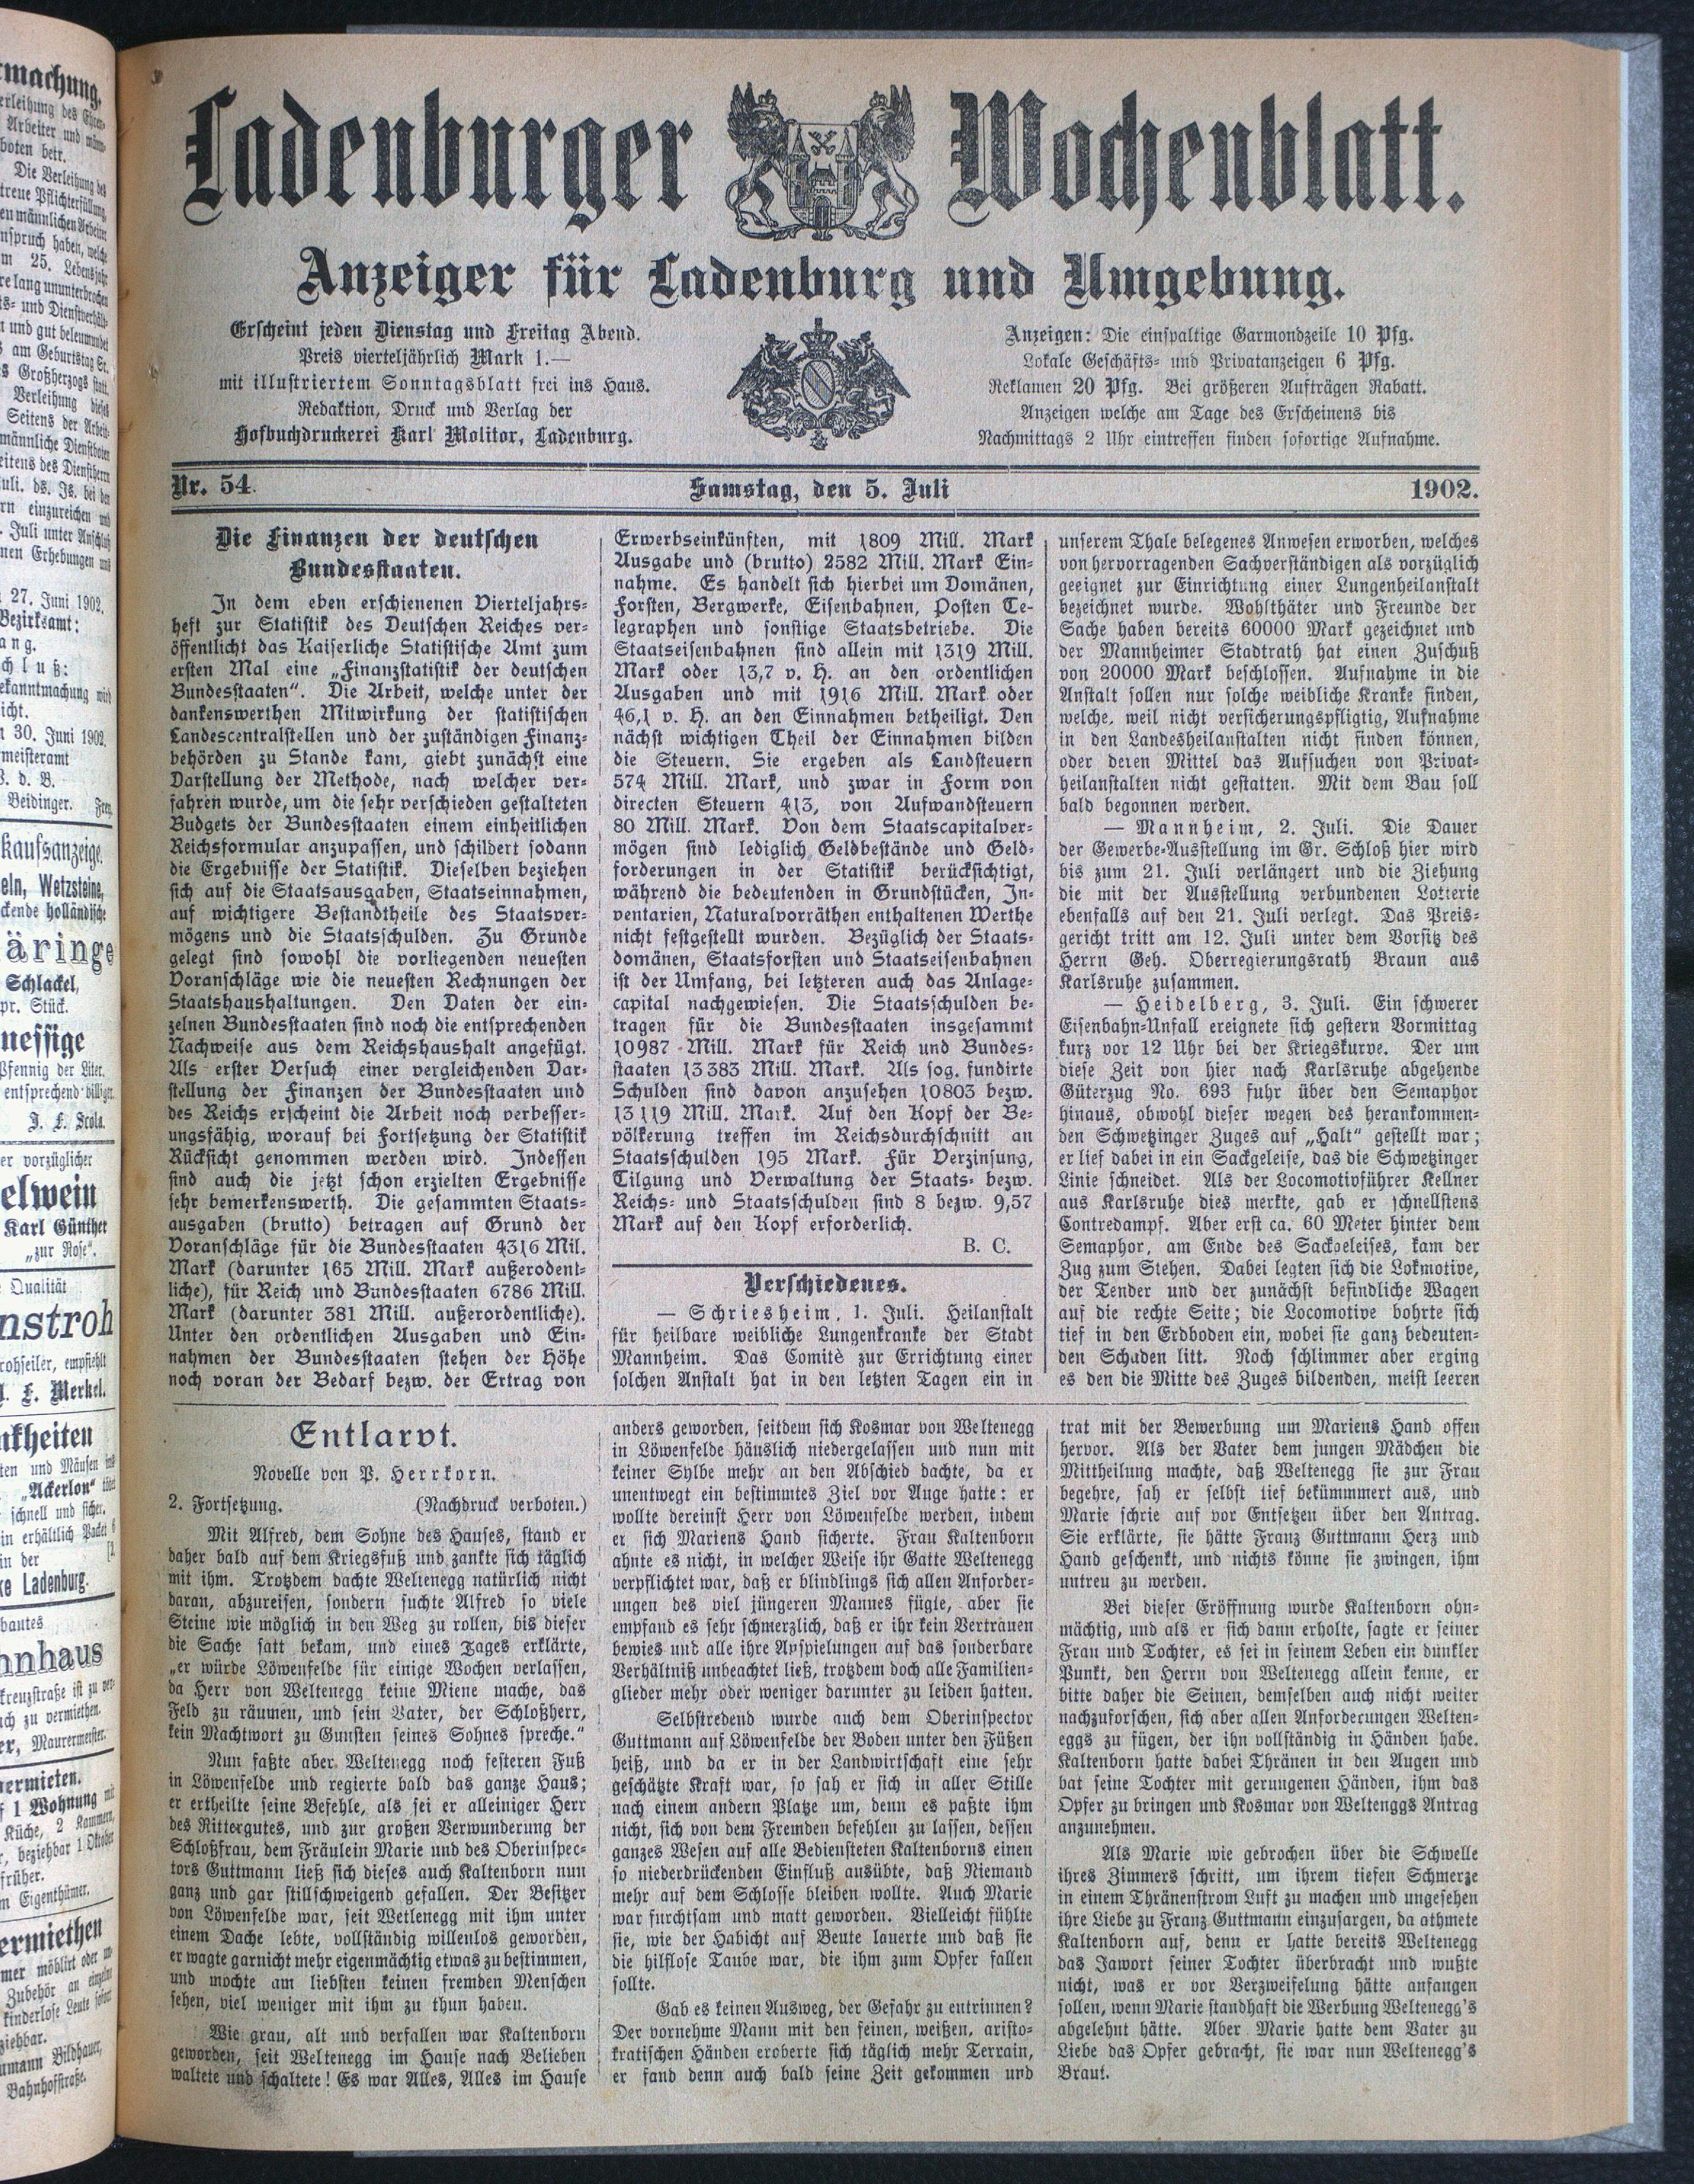 Ladenburger Wochenblatt.
Anzeiger für Ladenburg und Umgebung.
Erscheint jeden Dienstag und Freitag Abend.
Preis vierteljährlich Mark 1.—
mit illustriertem Sonntagsblatt frei ins Haus.
Redaktion, Druck und Verlag der
Hofbuchdruckerei Karl Molitor, Ladenburg.
Anzeigen: Die einspaltige Garmondzeile 10 Pfg.
Lokale Geschäfts- und Privatanzeigen 6 Pfg.
Reklamen 20 Pfg. Bei größeren Aufträgen Rabatt.
Anzeigen welche am Tage des Erscheinens bis
Nachmittags 2 Uhr eintreffen finden sofortige Aufnahme.
Nr. 54. Samstag, den 5. Juli 1902.
Die Finanzen der deutschen
Bundesstaaten.
In dem eben erschienenen Vierteljahrs-
heft zur Statistik des Deutschen Reiches ver-
öffentlicht das Kaiserliche Statistische Amt zum
ersten Mal eine „Finanzstatistik der deutschen
Bundesstaaten“. Die Arbeit, welche unter der
dankenswerthen Mitwirkung der statistischen
Landescentralstellen und der zuständigen Finanz-
behörden zu Stande kam, giebt zunächst eine
Darstellung der Methode, nach welcher ver-
fahren wurde, um die sehr verschieden gestalteten
Budgets der Bundesstaaten einem einheitlichen
Reichsformular anzupassen, und schildert sodann
die Ergebnisse der Statistik. Dieselben beziehen
sich auf die Staatsausgaben, Staatseinnahmen,
auf wichtigere Bestandtheile des Staatsver-
mögens und die Staatsschulden. Zu Grunde
gelegt sind sowohl die vorliegenden neuesten
Voranschläge wie die neuesten Rechnungen der
Staatshaushaltungen. Den Daten der ein-
zelnen Bundesstaaten sind noch die entsprechenden
Nachweise aus dem Reichshaushalt angefügt.
Als erster Versuch einer vergleichenden Dar-
stellung der Finanzen der Bundesstaaten und
des Reichs erscheint die Arbeit noch verbesser-
ungsfähig, worauf bei Fortsetzung der Statistik
Rücksicht genommen werden wird. Indessen
sind auch die jetzt schon erzielten Ergebnisse
sehr bemerkenswerth. Die gesammten Staats-
ausgaben (brutto) betragen auf Grund der
Voranschläge für die Bundesstaaten 4316 Mil.
Mark (darunter 165 Mill. Mark außerodent-
liche), für Reich und Bundesstaaten 6786 Mill.
Mark (darunter 381 Mill. außerordentliche).
Unter den ordentlichen Ausgaben und Ein-
nahmen der Bundesstaaten stehen der Höhe
noch voran der Bedarf bezw. der Ertrag von
Erwerbseinkünften, mit 1809 Mill. Mark
Ausgabe und (brutto) 2582 Mill. Mark Ein-
nahme. Es handelt sich hierbei um Domänen,
Forsten, Bergwerke, Eisenbahnen, Posten Te-
legraphen und sonstige Staatsbetriebe. Die
Staatseisenbahnen sind allein mit 1319 Mill.
Mark oder 13,7 v. H. an den ordentlichen
Ausgaben und mit 1916 Mill. Mark oder
46,1 v. H. an den Einnahmen betheiligt. Den
nächst wichtigen Theil der Einnahmen bilden
die Steuern. Sie ergeben als Landsteuern
574 Mill. Mark, und zwar in Form von
directen Steuern 413, von Aufwandsteuern
80 Mill. Mark. Von dem Staatscapitalver-
mögen sind lediglich Geldbestände und Geld-
forderungen in der Statistik berücksichtigt,
während die bedeutenden in Grundstücken, In-
ventarien, Naturalvorräthen enthaltenen Werthe
nicht festgestellt wurden. Bezüglich der Staats-
domänen, Staatsforsten und Staatseisenbahnen
ist der Umfang, bei letzteren auch das Anlage-
capital nachgewiesen. Die Staatsschulden be-
tragen für die Bundesstaaten insgesammt
10987 Mill. Mark für Reich und Bundes-
staaten 13383 Mill. Mark. Als sog. fundirte
Schulden sind davon anzusehen 10803 bezw.
13119 Mill. Mark. Auf den Kopf der Be-
völkerung treffen im Reichsdurchschnitt an
Staatsschulden 195 Mark. Für Verzinsung,
Tilgung und Verwaltung der Staats- bezw.
Reichs- und Staatsschulden sind 8 bezw. 9,57
Mark auf den Kopf erforderlich.
B. C.
Verschiedenes.
— Schriesheim, 1. Juli. Heilanstalt
für heilbare weibliche Lungenkranke der Stadt
Mannheim. Das Comité zur Errichtung einer
solchen Anstalt hat in den letzten Tagen ein in
unserem Thale belegenes Anwesen erworben, welches
von hervorragenden Sachverständigen als vorzüglich
geeignet zur Einrichtung einer Lungenheilanstalt
bezeichnet wurde. Wohlthäter und Freunde der
Sache haben bereits 60000 Mark gezeichnet und
der Mannheimer Stadtrath hat einen Zuschuß
von 20000 Mark beschlossen. Aufnahme in die
Anstalt sollen nur solche weibliche Kranke finden,
welche, weil nicht versicherungspfligtig, Aufnahme
in den Landesheilanstalten nicht finden können,
oder deren Mittel das Aufsuchen von Privat-
heilanstalten nicht gestatten. Mit dem Bau soll
bald begonnen werden.
— Mannheim, 2. Juli. Die Dauer
der Gewerbe-Ausstellung im Gr. Schloß hier wird
bis zum 21. Juli verlängert und die Ziehung
die mit der Ausstellung verbundenen Lotterie
ebenfalls auf den 21. Juli verlegt. Das Preis-
gericht tritt am 12. Juli unter dem Vorsitz des
Herrn Geh. Oberregierungsrath Braun aus
Karlsruhe zusammen.
— Heidelberg, 3. Juli. Ein schwerer
Eisenbahn-Unfall ereignete sich gestern Vormittag
kurz vor 12 Uhr bei der Kriegskurve. Der um
diese Zeit von hier nach Karlsruhe abgehende
Güterzug No. 693 fuhr über den Semaphor
hinaus, obwohl dieser wegen des herankommen-
den Schwetzinger Zuges auf „Halt“ gestellt war;
er lief dabei in ein Sackgeleise, das die Schwetzinger
Linie schneidet. Als der Locomotivführer Kellner
aus Karlsruhe dies merkte, gab er schnellstens
Contredampf. Aber erst ca. 60 Meter hinter dem
Semaphor, am Ende des Sackgeleises, kam der
Zug zum Stehen. Dabei legten sich die Lokmotive,
der Tender und der zunächst befindliche Wagen
auf die rechte Seite; die Locomotive bohrte sich
tief in den Erdboden ein, wobei sie ganz bedeuten-
den Schaden litt. Noch schlimmer aber erging
es den die Mitte des Zuges bildenden, meist leeren
Entlarvt.
Novelle von P. Herrkorn.
2. Fortsetzung. (Nachdruck verboten.)
Mit Alfred, dem Sohne des Hauses, stand er
daher bald auf dem Kriegsfuß und zankte sich täglich
mit ihm. Trotzdem dachte Weltenegg natürlich nicht
daran, abzureisen, sondern suchte Alfred so viele
Steine wie möglich in den Weg zu rollen, bis dieser
die Sache satt bekam, und eines Tages erklärte,
„er würde Löwenfelde für einige Wochen verlassen,
da Herr von Weltenegg keine Miene mache, das
Feld zu räumen, und sein Vater, der Schloßherr,
kein Machtwort zu Gunsten seines Sohnes spreche.“
Nun faßte aber Weltenegg noch festeren Fuß
in Löwenfelde und regierte bald das ganze Haus;
er ertheilte seine Befehle, als sei er alleiniger Herr
des Rittergutes, und zur großen Verwunderung der
Schloßfrau, dem Fräulein Marie und des Oberinspec-
tors Guttmann ließ sich dieses auch Kaltenborn nun
ganz und gar stillschweigend gefallen. Der Besitzer
von Löwenfelde war, seit Wetlenegg mit ihm unter
einem Dache lebte, vollständig willenlos geworden,
er wagte garnicht mehr eigenmächtig etwas zu bestimmen,
und mochte am liebsten keinen fremden Menschen
sehen, viel weniger mit ihm zu thun haben.
Wie grau, alt und verfallen war Kaltenborn
geworden, seit Weltenegg im Hause nach Belieben
waltete und schaltete! Es war Alles, Alles im Hause
anders geworden, seitdem sich Kosmar von Weltenegg
in Löwenfelde häuslich niedergelassen und nun mit
keiner Sylbe mehr an den Abschied dachte, da er
unentwegt ein bestimmtes Ziel vor Auge hatte: er
wollte dereinst Herr von Löwenfelde werden, indem
er sich Mariens Hand sicherte. Frau Kaltenborn
ahnte es nicht, in welcher Weise ihr Gatte Weltenegg
verpflichtet war, daß er blindlings sich allen Anforder-
ungen des viel jüngeren Mannes fügte, aber sie
empfand es sehr schmerzlich, daß er ihr kein Vertrauen
bewies und alle ihre Anspielungen auf das sonderbare
Verhältniß unbeachtet ließ, trotzdem doch alle Familien-
glieder mehr oder weniger darunter zu leiden hatten.
Selbstredend wurde auch dem Oberinspector
Guttmann auf Löwenfelde der Boden unter den Füßen
heiß, und da er in der Landwirtschaft eine sehr
geschätzte Kraft war, so sah er sich in aller Stille
nach einem andern Platze um, denn es paßte ihm
nicht, sich von dem Fremden befehlen zu lassen, dessen
ganzes Wesen auf alle Bediensteten Kaltenborns einen
so niederdrückenden Einfluß ausübte, daß Niemand
mehr auf dem Schlosse bleiben wollte. Auch Marie
war furchtsam und matt geworden. Vielleicht fühlte
sie, wie der Habicht auf Beute lauerte und daß sie
die hilflose Taube war, die ihm zum Opfer fallen
sollte.
Gab es keinen Ausweg, der Gefahr zu entrinnen?
Der vornehme Mann mit den feinen, weißen, aristo-
kratischen Händen eroberte sich täglich mehr Terrain,
er fand denn auch bald seine Zeit gekommen und
trat mit der Bewerbung um Mariens Hand offen
hervor. Als der Vater dem jungen Mädchen die
Mittheilung machte, daß Weltenegg sie zur Frau
begehre, sah er selbst tief bekümmert aus, und
Marie schrie auf vor Entsetzen über den Antrag.
Sie erklärte, sie hätte Franz Guttmann Herz und
Hand geschenkt, und nichts könne sie zwingen, ihm
untreu zu werden.
Bei dieser Eröffnung wurde Kaltenborn ohn-
mächtig, und als er sich dann erholte, sagte er seiner
Frau und Tochter, es sei in seinem Leben ein dunkler
Punkt, den Herrn von Weltenegg allein kenne, er
bitte daher die Seinen, demselben auch nicht weiter
nachzuforschen, sich aber allen Anforderungen Welten-
eggs zu fügen, der ihn vollständig in Händen habe.
Kaltenborn hatte dabei Thränen in den Augen und
bat seine Tochter mit gerungenen Händen, ihm das
Opfer zu bringen und Kosmar von Welteggs Antrag
anzunehmen.
Als Marie wie gebrochen über die Schwelle
ihres Zimmers schritt, um ihrem tiefen Schmerze
in einem Thränenstrom Luft zu machen und ungesehen
ihre Liebe zu Franz Guttmann einzusargen, da athmete
Kaltenborn auf, denn er hatte bereits Weltenegg
das Jawort seiner Tochter überbracht und wußte
nicht, was er vor Verzweifelung hätte anfangen
sollen, wenn Marie standhaft die Werbung Weltenegg's
abgelehnt hätte. Aber Marie hatte dem Vater zu
Liebe das Opfer gebracht, sie war nun Weltenegg's
Braut.